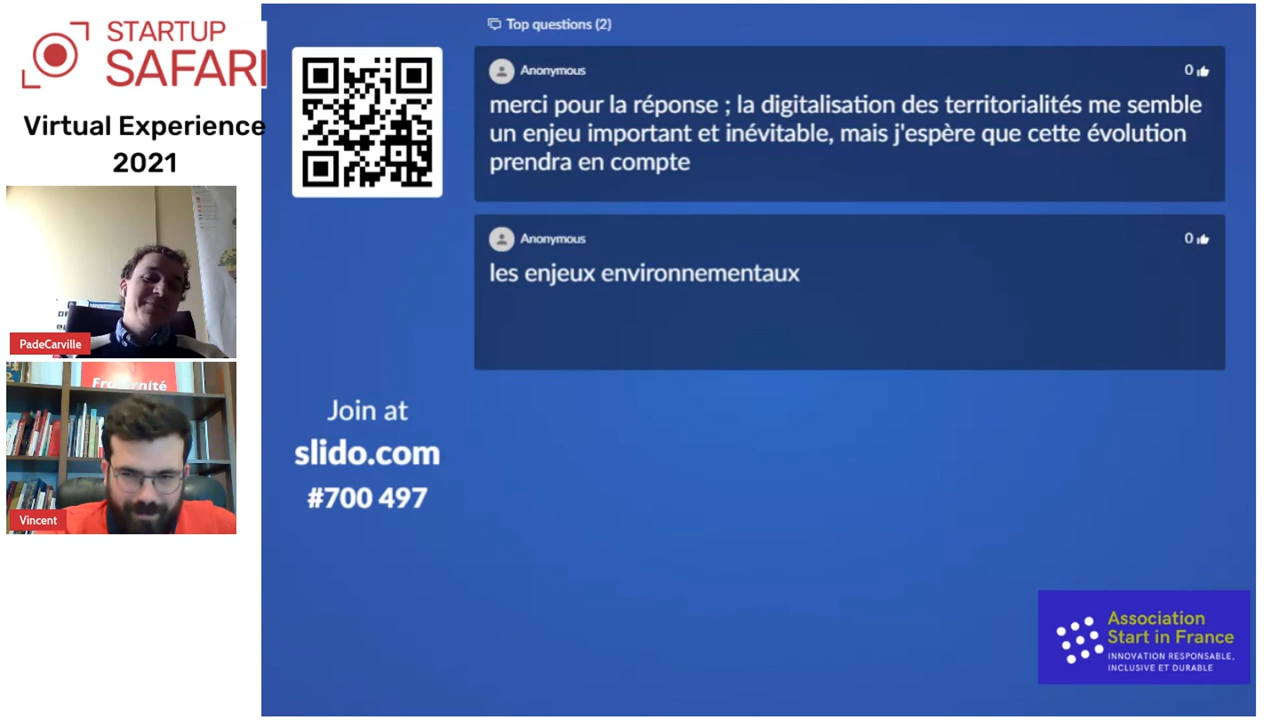 STARTUP
SAFARI
Virtual Experience
2021
PadeCarville
Fraternité
Vincent
Top questions (2)
Anonymous
0
merci pour la réponse ; la digitalisation des territorialités me semble
un enjeu important et inévitable, mais j'espère que cette évolution
prendra en compte
Anonymous
0
les enjeux environnementaux
Join at
slido.com
#700 497
Association
Start in France
INNOVATION RESPONSABLE,
INCLUSIVE ET DURABLE